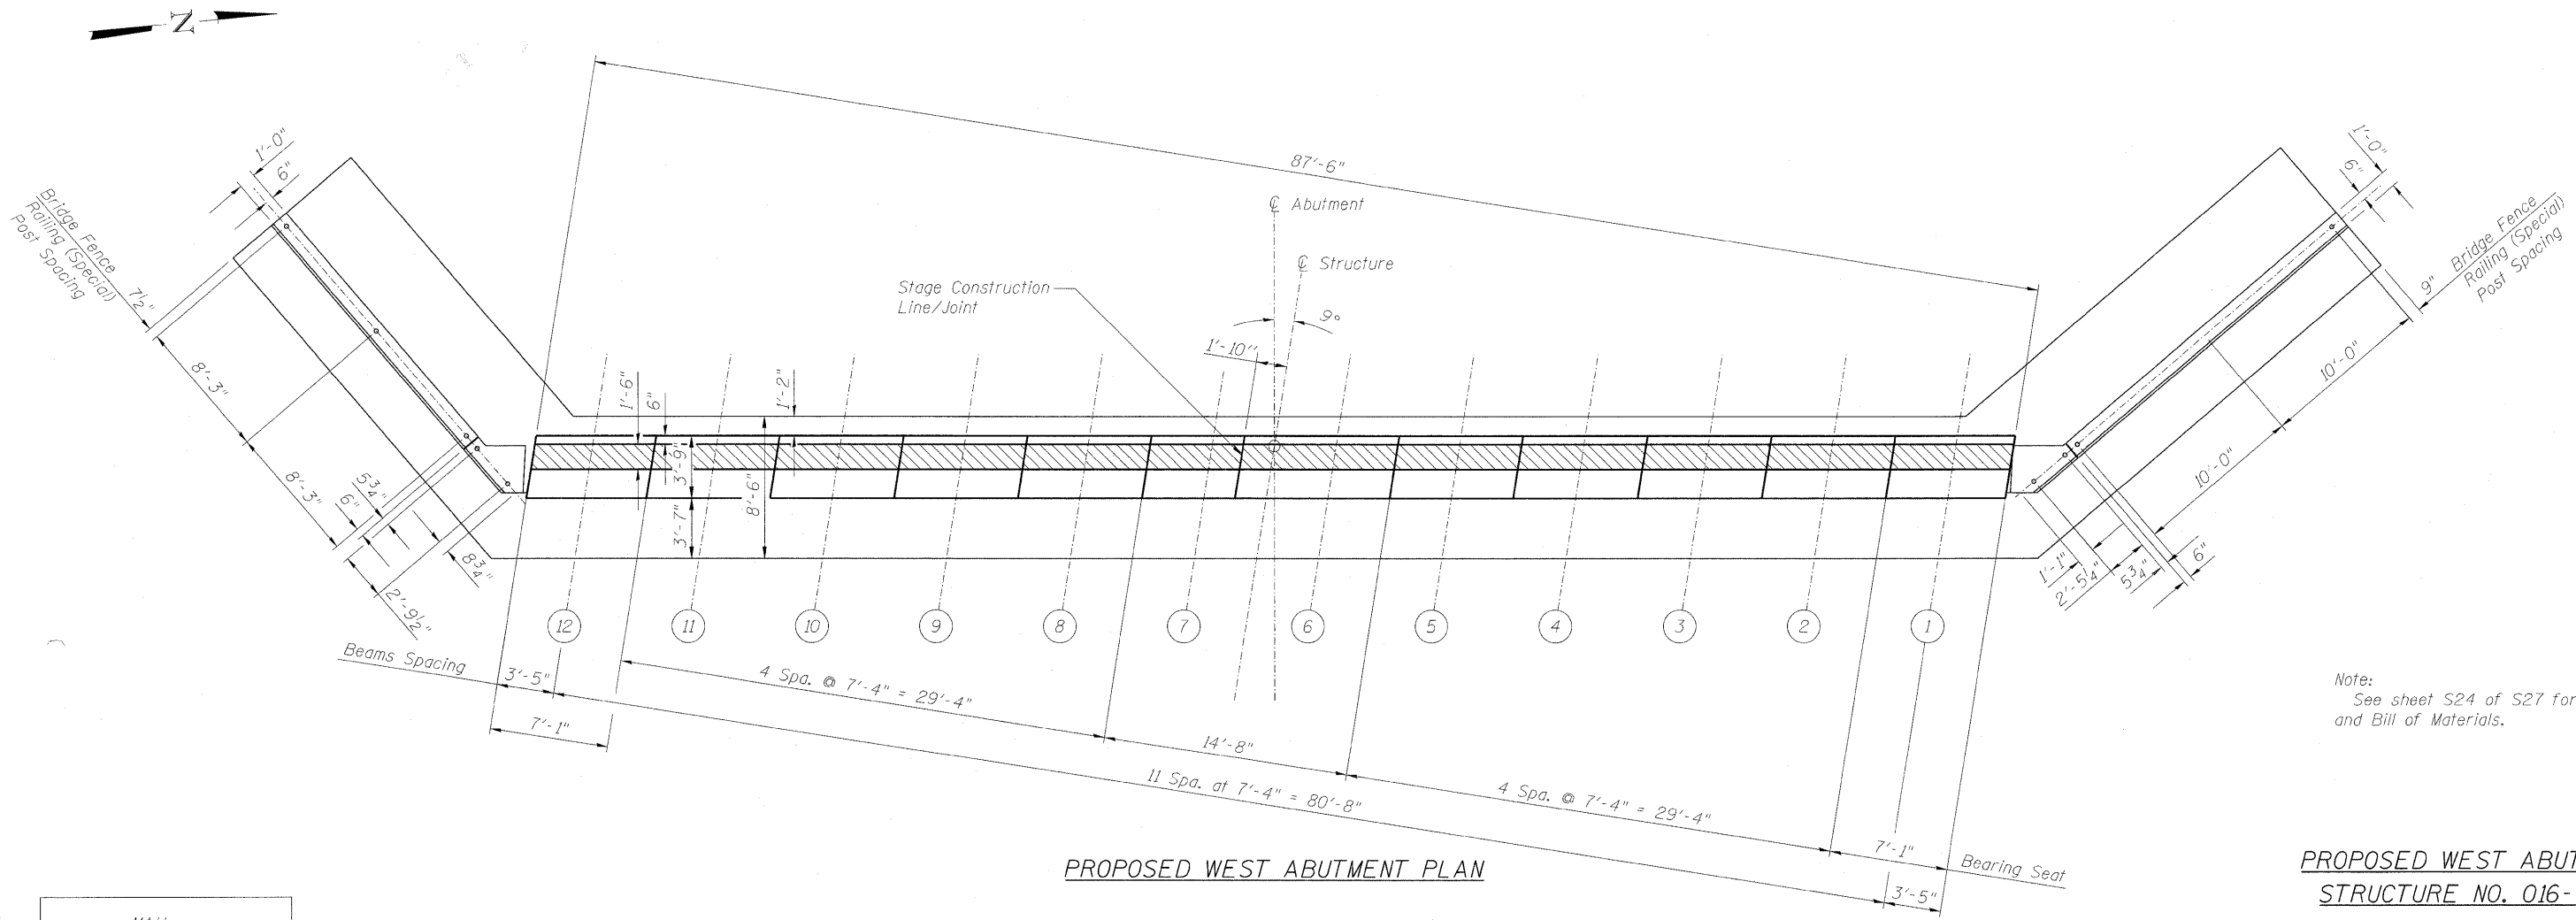 N
87'-6"
℄ Abutment
℄ Structure
9°
1'-10"
Stage Construction
Line/Joint
1'-0"
6"
Bridge Fence
Railing (Special)
Post Spacing
7½"
8'-3"
8'-3"
5¾"
6"
8¾"
2'-9½"
1'-6"
6"
1'-2"
3'-9"
8'-6"
3'-7"
1'-0"
6"
Bridge Fence
Railing (Special)
Post Spacing
9"
10'-0"
10'-0"
6"
5¾"
2'-5¼"
1'-1"
12
11
10
9
8
7
6
5
4
3
2
1
Beams Spacing
3'-5"
7'-1"
4 Spa. @ 7'-4" = 29'-4"
14'-8"
11 Spa. at 7'-4" = 80'-8"
4 Spa. @ 7'-4" = 29'-4"
7'-1"
Bearing Seat
3'-5"
Note:
See sheet S24 of S27 for
and Bill of Materials.
PROPOSED WEST ABUTMENT PLAN
PROPOSED WEST ABUT
STRUCTURE NO. 016-